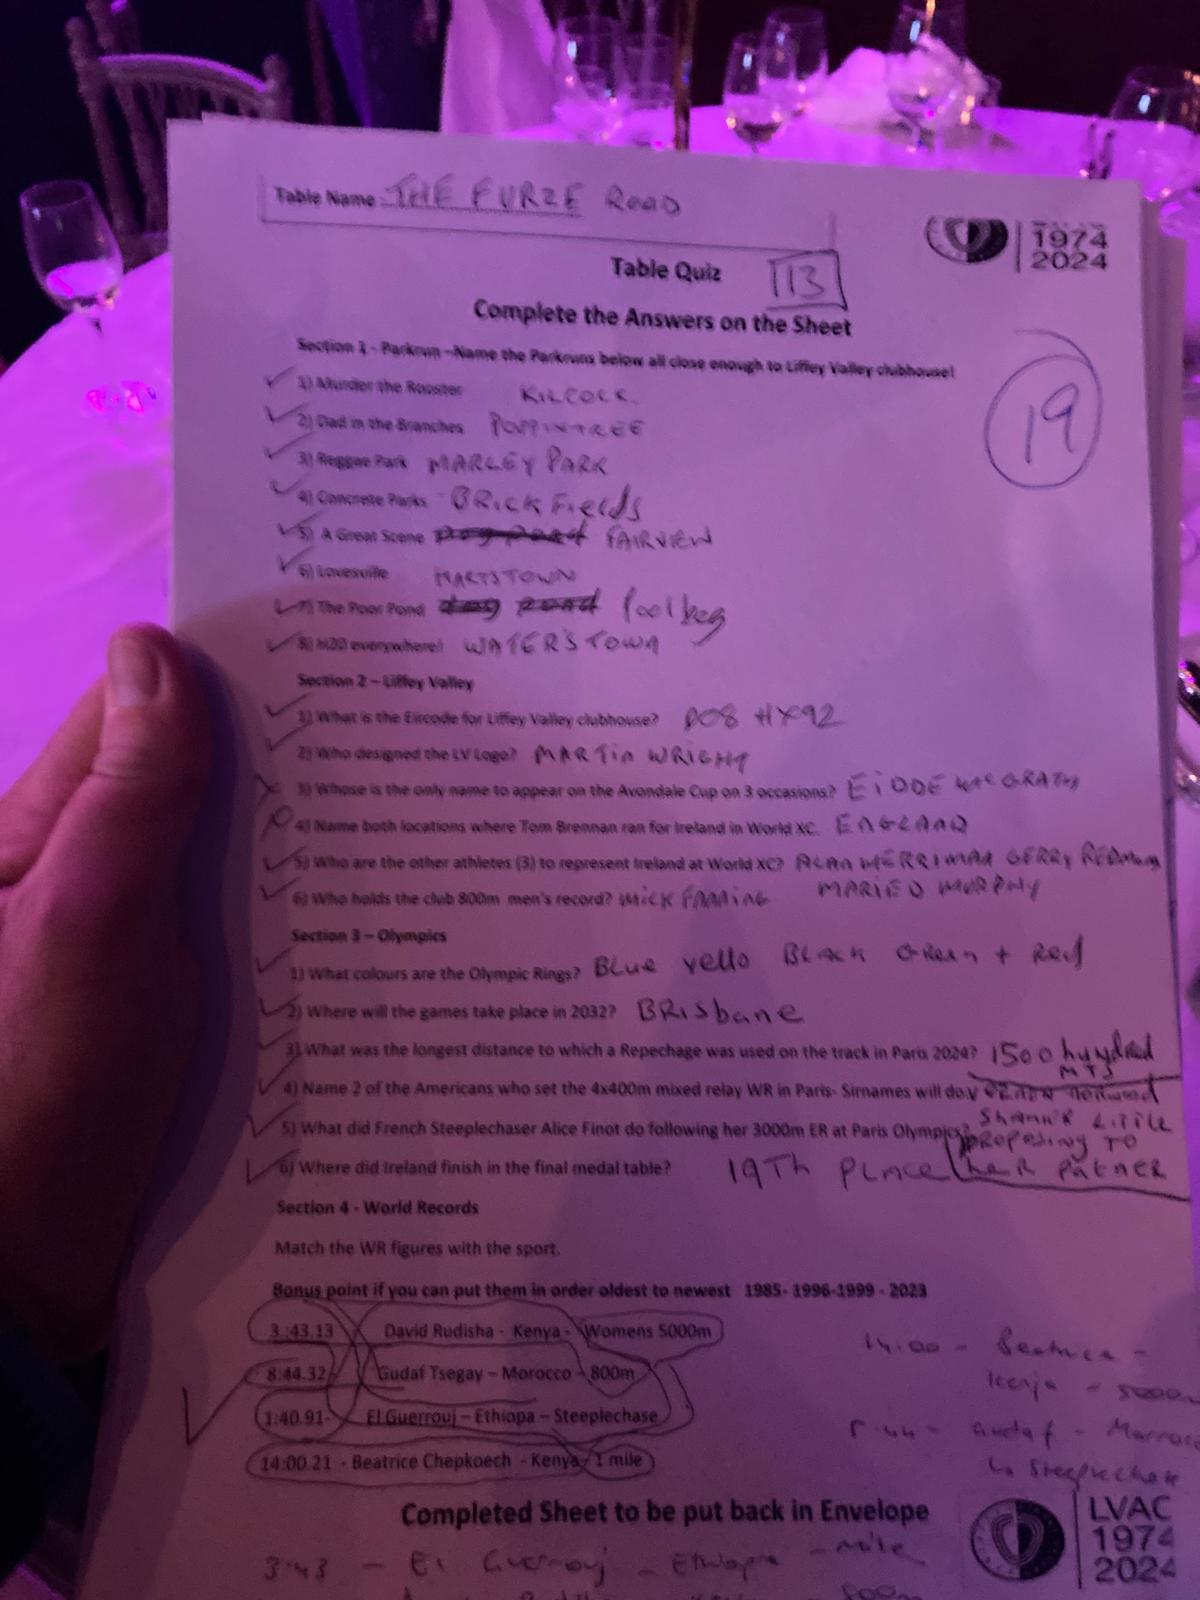 Table Name: THE FURZE ROAD
1974
2024
Table Quiz 113
Complete the Answers on the Sheet
Section 1 - Parkrun –Name the Parkruns below all close enough to Liffey Valley clubhouse!
19
1) Murder the Rooster KILCOCK.
2) Dad in the Branches POPPINTREE
3) Reggae Park MARLEY PARK
4) Concrete Parks BRICK FIELDS
5) A Great Scene FAIRVIEW
6) Lovesville HARTSTOWN
7) The Poor Pond Poolbeg
8) H20 everywhere! WATER'STOWN
Section 2 – Liffey Valley
1) What is the Eircode for Liffey Valley clubhouse? D08 HX92
2) Who designed the LV Logo? MARTIN WRIGHT
3) Whose is the only name to appear on the Avondale Cup on 3 occasions? McGRATH
4) Name both locations where Tom Brennan ran for Ireland in World XC. ENGLAND
5) Who are the other athletes (3) to represent Ireland at World XC? ALAN MERRIMAN GERRY REDMOND
6) Who holds the club 800m men's record? MICK FANNING MURPHY
Section 3 – Olympics
1) What colours are the Olympic Rings? Blue yello BLACK GREEN + Red
2) Where will the games take place in 2032? BRISbane
3) What was the longest distance to which a Repechage was used on the track in Paris 2024? 1500 hundred
MTS
4) Name 2 of the Americans who set the 4x400m mixed relay WR in Paris- Sirnames will do.
LITTLE
5) What did French Steeplechaser Alice Finot do following her 3000m ER at Paris Olympics? PROPOSING TO
6) Where did Ireland finish in the final medal table? 19Th PLACE her PATNER
Section 4 - World Records
Match the WR figures with the sport.
Bonus point if you can put them in order oldest to newest 1985- 1996-1999 - 2023
3.:43.13 David Rudisha - Kenya - Womens 5000m
8:44.32 Gudaf Tsegay – Morocco – 800m
1:40.91- El Guerrouj – Ethiopa – Steeplechase
14:00.21 - Beatrice Chepkoech - Kenya- 1 mile
14.00 - Beatrice -
Kenya - 5000m
Gudaf - Morroco
Steeplechase
Completed Sheet to be put back in Envelope
LVAC
1974
2024
3:43 - El Guerrouj - Ethiopia - mile
800m